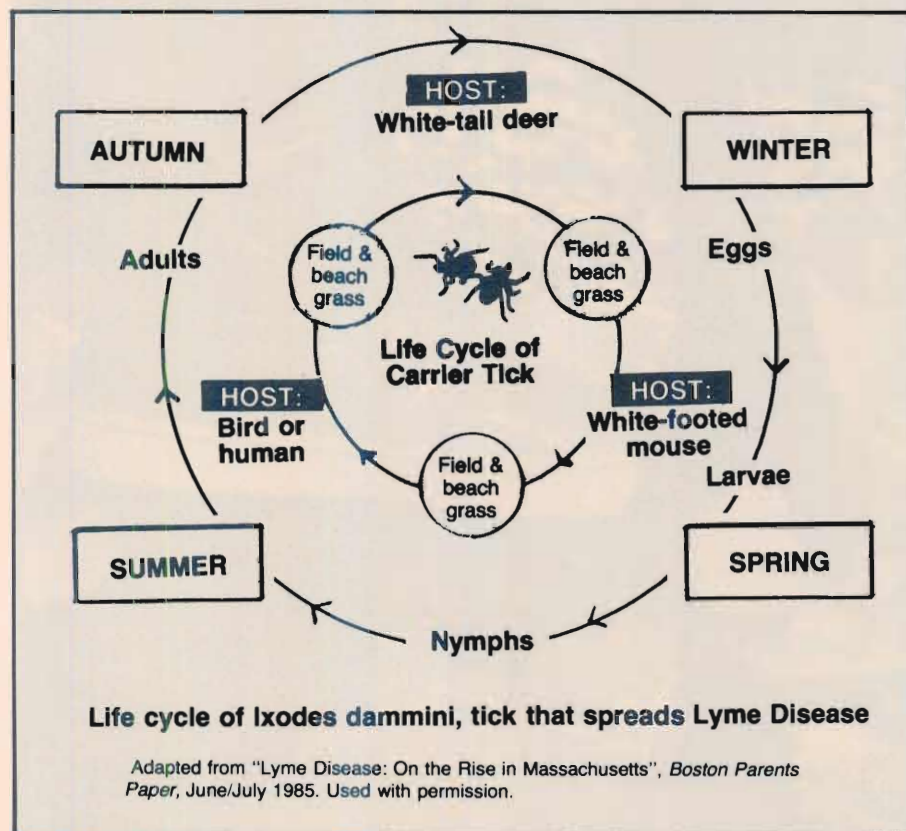 HOST:
White-tail deer
AUTUMN
WINTER
Adults
Eggs
Field &
beach
grass
Field &
beach
grass
Life Cycle of
Carrier Tick
HOST:
Bird or
human
HOST:
White-footed
mouse
Field &
beach
grass
Larvae
SUMMER
SPRING
Nymphs
Life cycle of Ixodes dammini, tick that spreads Lyme Disease
Adapted from "Lyme Disease: On the Rise in Massachusetts", Boston Parents
Paper, June/July 1985. Used with permission.